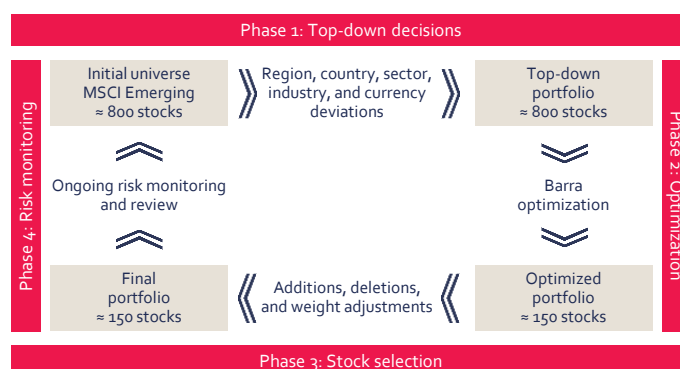 Phase 1: Top-down decisions
Initial universe
MSCI Emerging
≈ 800 stocks
Region, country, sector,
industry, and currency
deviations
Top-down
portfolio
≈ 800 stocks
Phase 4: Risk monitoring
Phase 2: Optimization
Ongoing risk monitoring
and review
Barra
optimization
Final
portfolio
≈ 150 stocks
Additions, deletions,
and weight adjustments
Optimized
portfolio
≈ 150 stocks
Phase 3: Stock selection